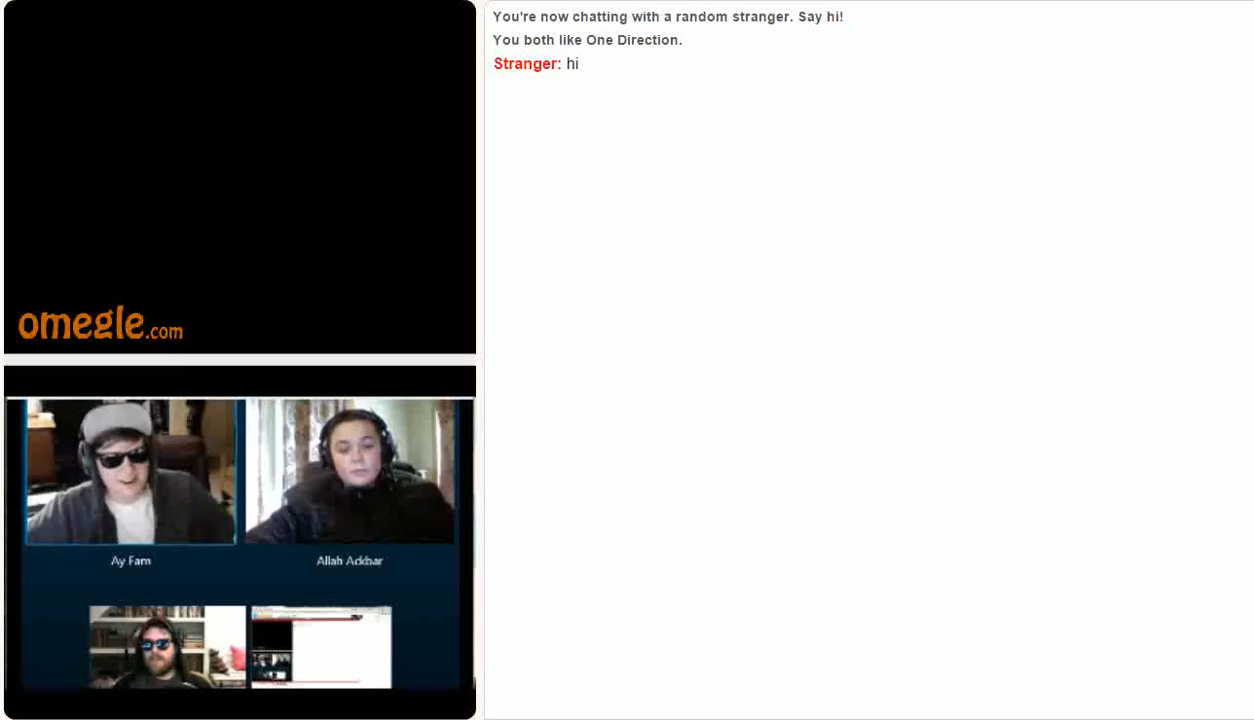 You're now chatting with a random stranger. Say hi!
You both like One Direction.
Stranger: hi
omegle.com
Ay Fam
Allah Ackbar